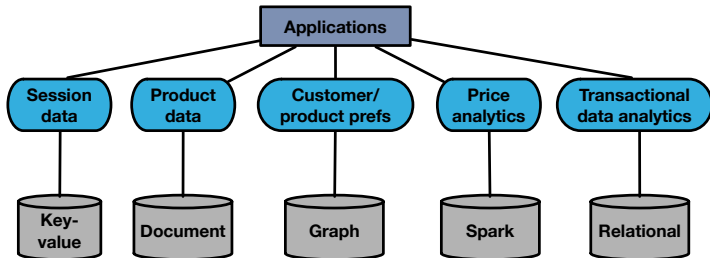 Applications
Session
data
Product
data
Customer/
product prefs
Price
analytics
Transactional
data analytics
Key-
value
Document
Graph
Spark
Relational